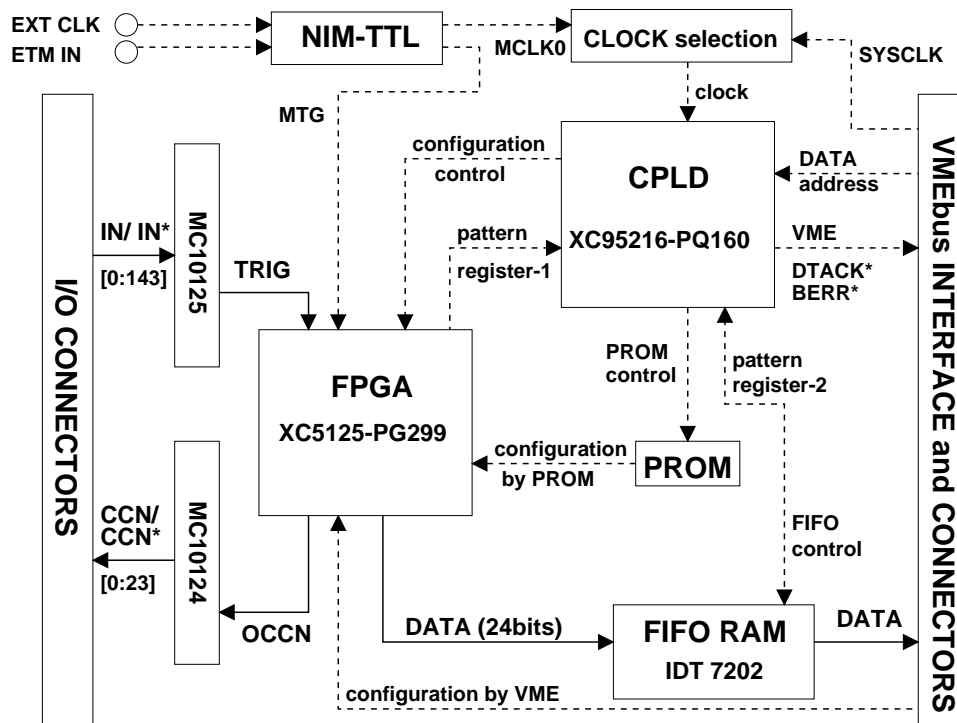 EXT CLK
ETM IN
NIM-TTL
MCLK0
CLOCK selection
SYSCLK
MTG
clock
configuration
control
CPLD
XC95216-PQ160
DATA
address
VME
DTACK*
BERR*
I/O CONNECTORS
IN/ IN*
[0:143]
MC10125
TRIG
pattern
register-1
FPGA
XC5125-PG299
PROM
control
pattern
register-2
configuration
by PROM
PROM
CCN/
CCN*
[0:23]
MC10124
OCCN
DATA (24bits)
FIFO
control
FIFO RAM
IDT 7202
DATA
configuration by VME
VMEbus INTERFACE and CONNECTORS